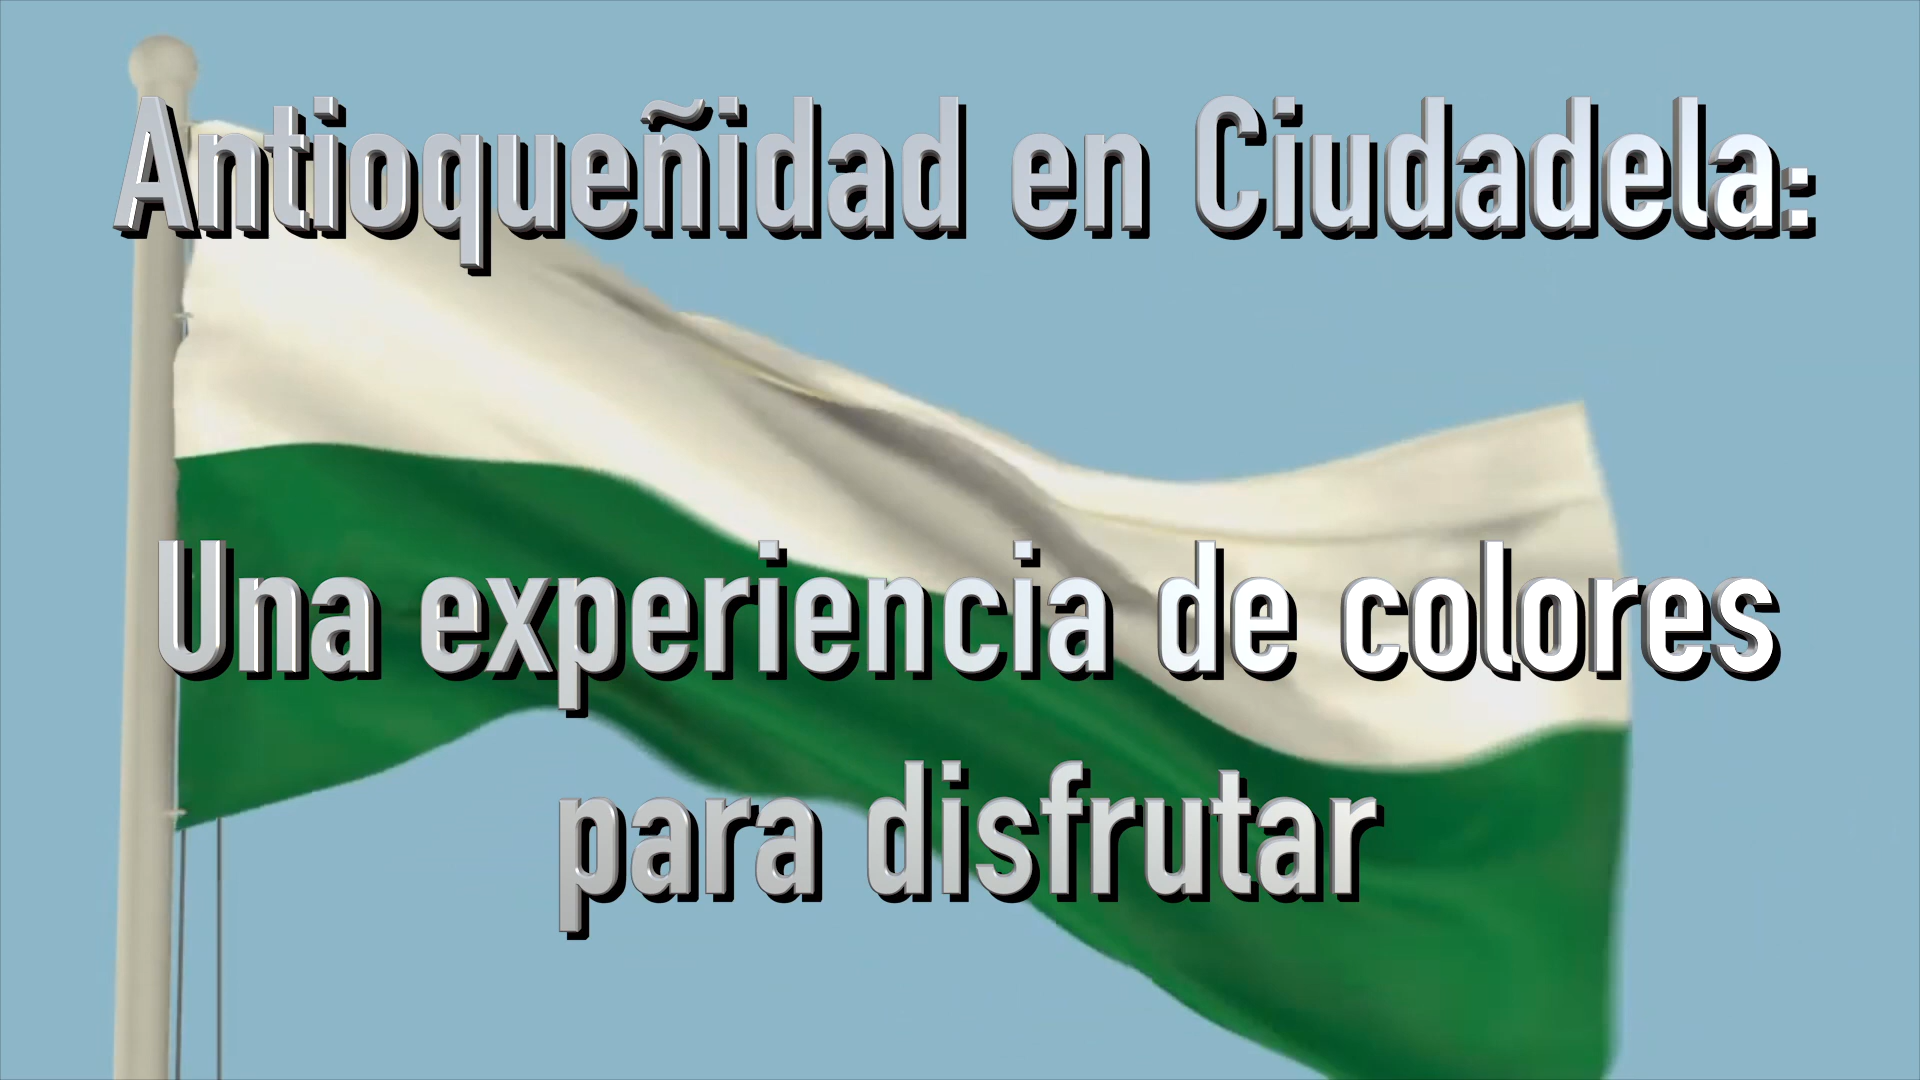 Antioqueñidad en Ciudadela:
Una experiencia de colores
para disfrutar